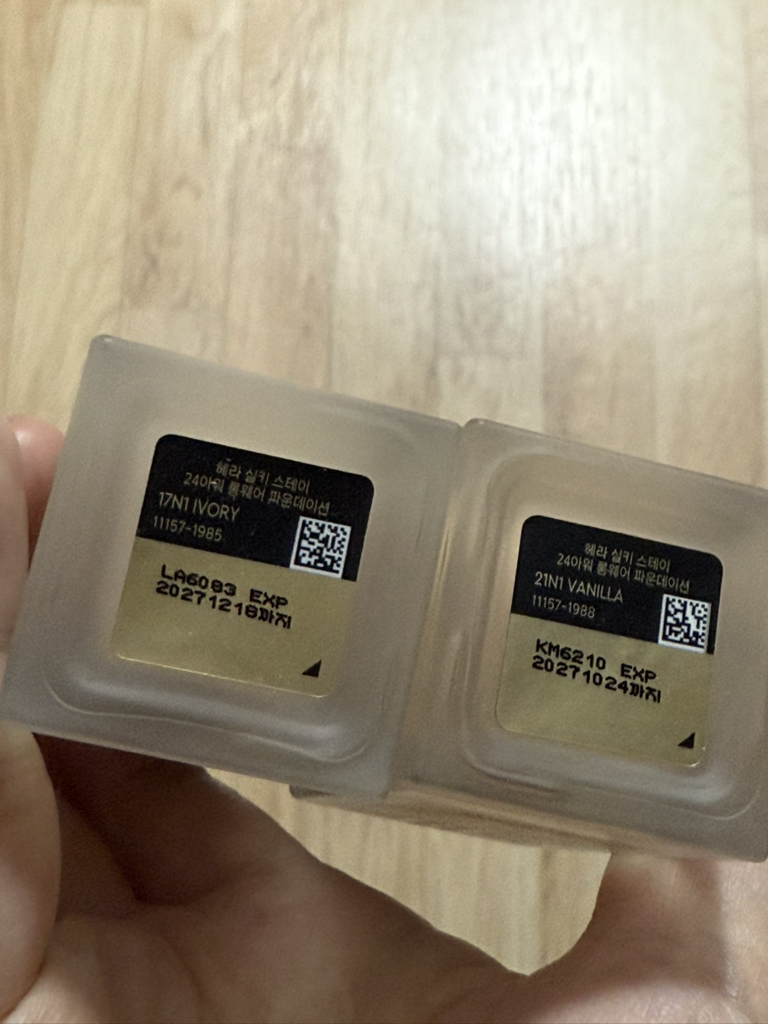 헤라 실키 스테이
24아워 롱웨어 파운데이션
17N1 IVORY
11157-1985
LA6083 EXP
20271218까지
헤라 실키 스테이
24아워 롱웨어 파운데이션
21N1 VANILLA
11157-1988
KM6210 EXP
20271024까지